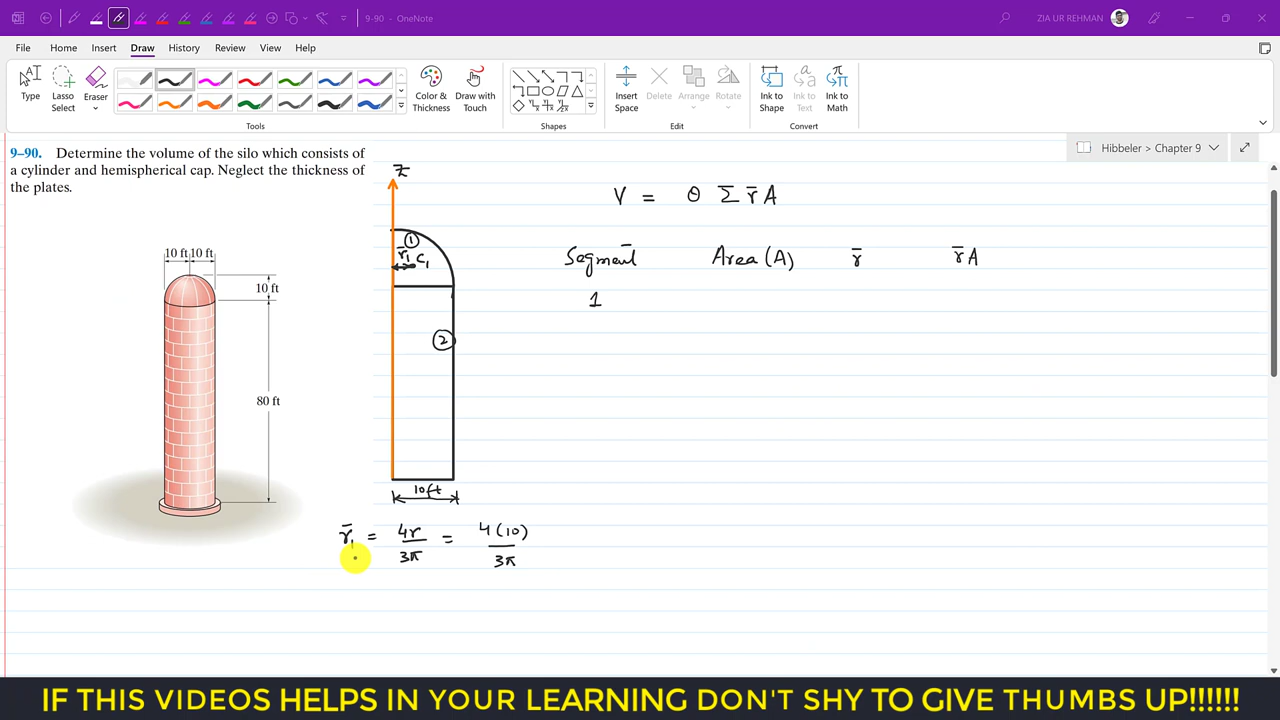 9-90 - OneNote
ZIA UR REHMAN
File Home Insert Draw History Review View Help
Type
Lasso Select
Eraser
Color & Thickness
Draw with Touch
Insert Space
Delete
Arrange
Rotate
Ink to Shape
Ink to Text
Ink to Math
Tools
Shapes
Edit
Convert
Hibbeler > Chapter 9
9–90. Determine the volume of the silo which consists of
a cylinder and hemispherical cap. Neglect the thickness of
the plates.
10 ft 10 ft
10 ft
80 ft
Z
1
r̄₁ C₁
2
10ft
V = θ Σ r̄ A
Segment Area (A) r̄ r̄ A
1
r̄₁ = 4r/3π = 4(10)/3π
IF THIS VIDEOS HELPS IN YOUR LEARNING DON'T SHY TO GIVE THUMBS UP!!!!!!